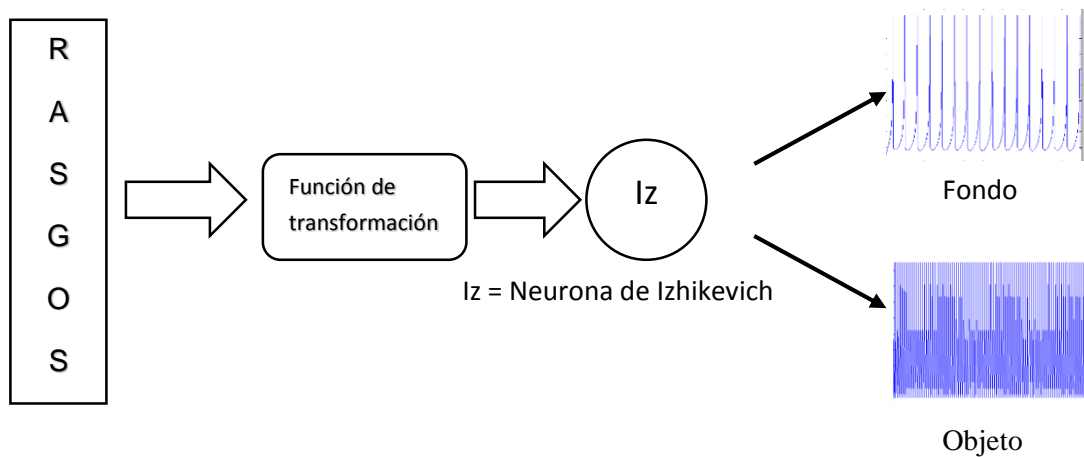 R
A
S
G
O
S
Función de
transformación
Iz
Iz = Neurona de Izhikevich
Fondo
Objeto